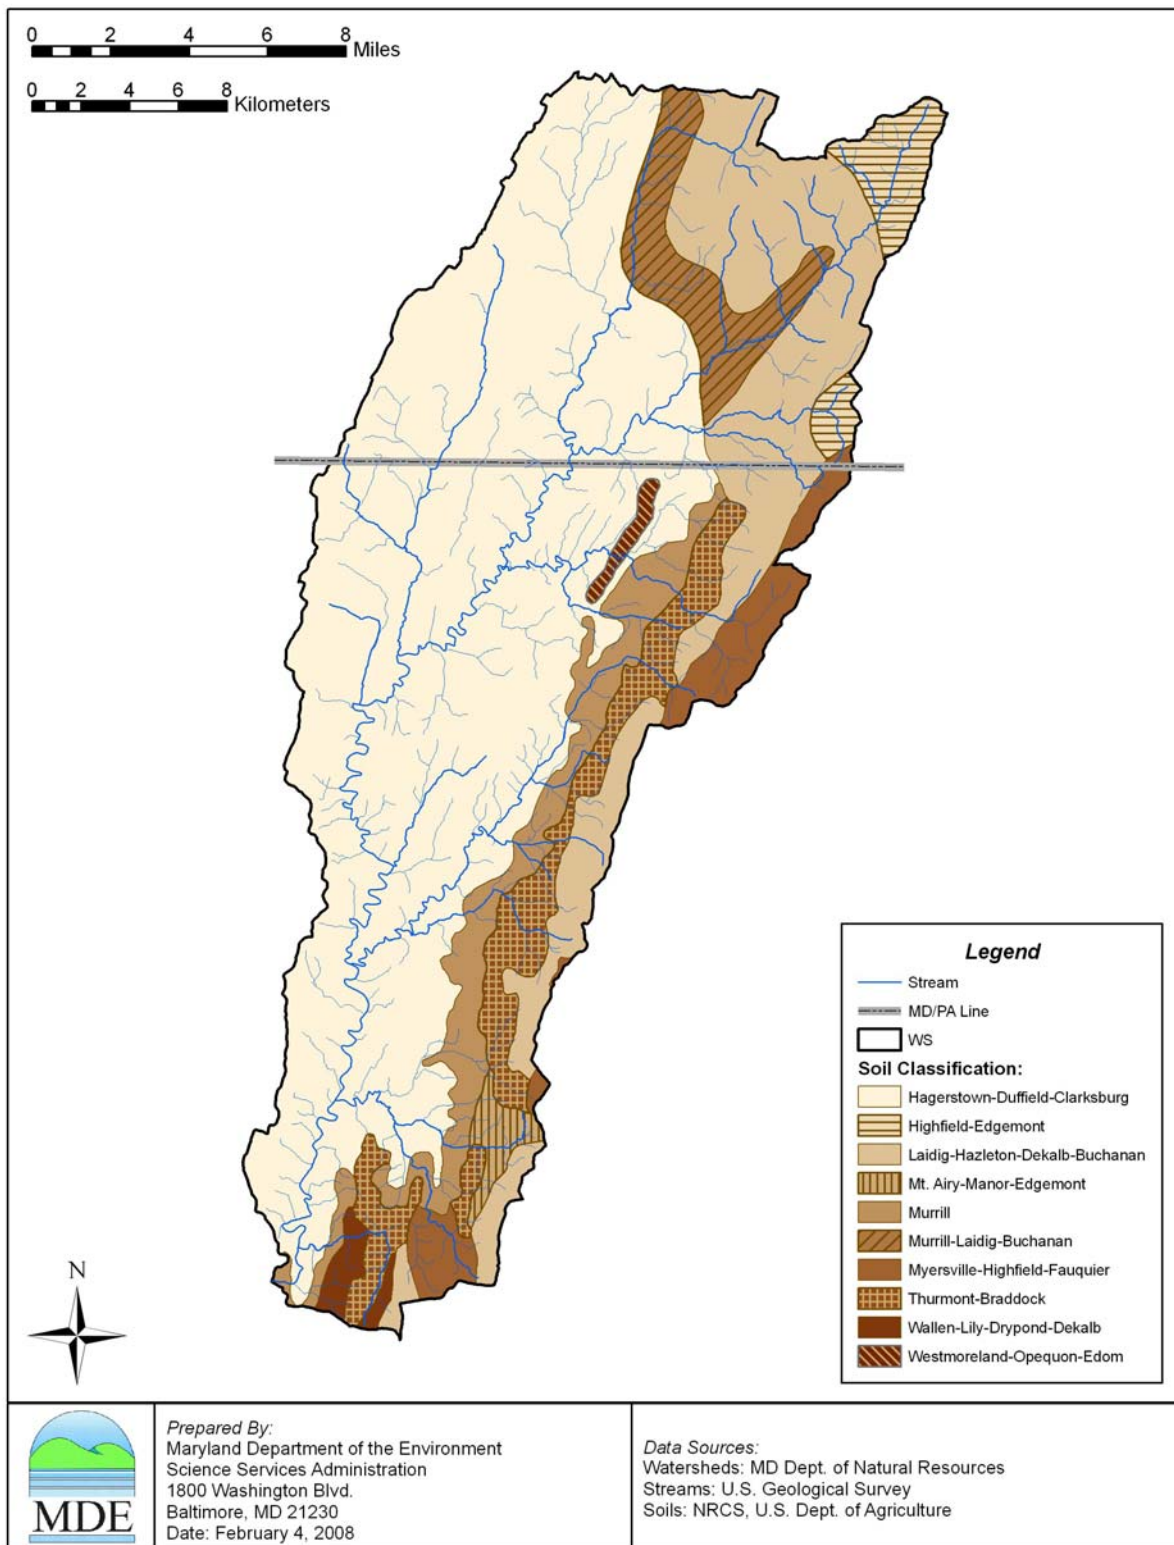 0 2 4 6 8
Miles
0 2 4 6 8
Kilometers
Legend
Stream
MD/PA Line
WS
Soil Classification:
Hagerstown-Duffield-Clarksburg
Highfield-Edgemont
Laidig-Hazleton-Dekalb-Buchanan
Mt. Airy-Manor-Edgemont
Murrill
Murrill-Laidig-Buchanan
Myersville-Highfield-Fauquier
Thurmont-Braddock
Wallen-Lily-Drypond-Dekalb
Westmoreland-Opequon-Edom
N
MDE
Prepared By:
Maryland Department of the Environment
Science Services Administration
1800 Washington Blvd.
Baltimore, MD 21230
Date: February 4, 2008
Data Sources:
Watersheds: MD Dept. of Natural Resources
Streams: U.S. Geological Survey
Soils: NRCS, U.S. Dept. of Agriculture